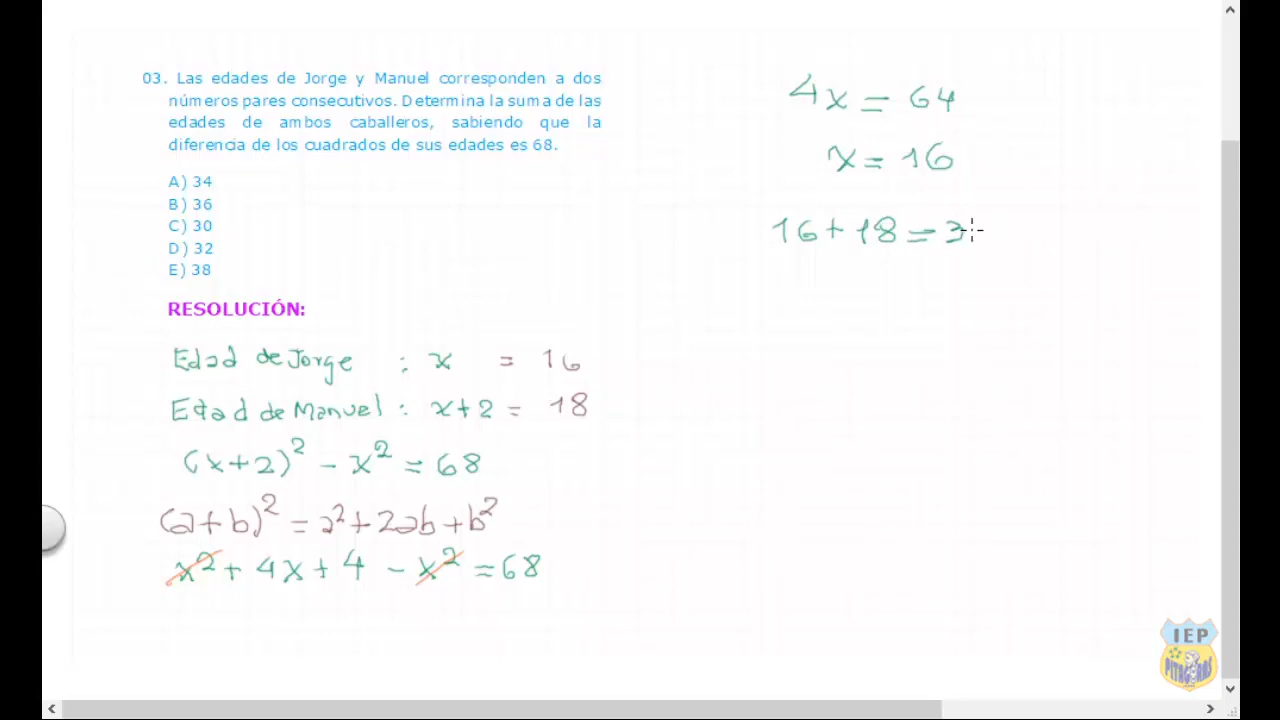 03. Las edades de Jorge y Manuel corresponden a dos
números pares consecutivos. Determina la suma de las
edades de ambos caballeros, sabiendo que la
diferencia de los cuadrados de sus edades es 68.
A) 34
B) 36
C) 30
D) 32
E) 38
RESOLUCIÓN:
Edad de Jorge : x = 16
Edad de Manuel : x+2 = 18
(x+2)² - x² = 68
(a+b)² = a²+2ab+b²
x² + 4x + 4 - x² = 68
4x = 64
x = 16
16+18=3
IEP
PITAGORAS